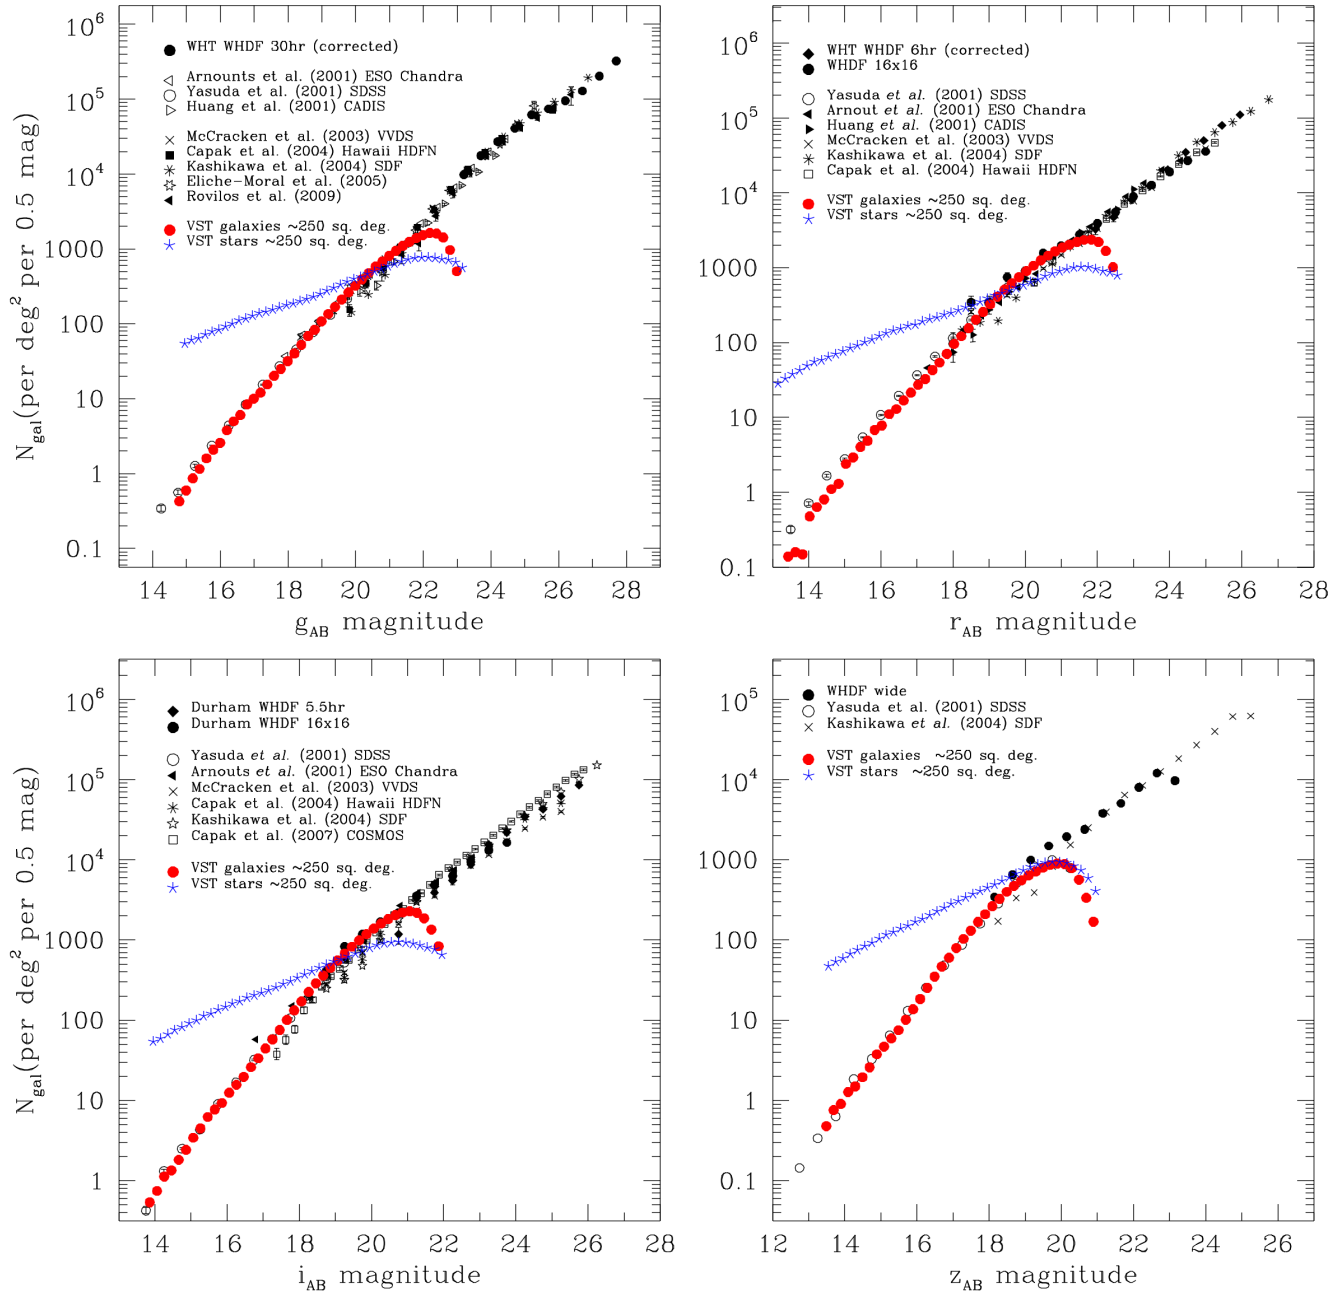 10^6
10^5
10^4
1000
100
10
1
0.1
N_gal(per deg^2 per 0.5 mag)
WHT WHDF 30hr (corrected)
Arnounts et al. (2001) ESO Chandra
Yasuda et al. (2001) SDSS
Huang et al. (2001) CADIS
McCracken et al. (2003) VVDS
Capak et al. (2004) Hawaii HDFN
Kashikawa et al. (2004) SDF
Eliche-Moral et al. (2005)
Rovilos et al. (2009)
VST galaxies ~250 sq. deg.
VST stars ~250 sq. deg.
14 16 18 20 22 24 26 28
g_AB magnitude
10^6
10^5
10^4
1000
100
10
1
0.1
WHT WHDF 6hr (corrected)
WHDF 16x16
Yasuda et al. (2001) SDSS
Arnout et al. (2001) ESO Chandra
Huang et al. (2001) CADIS
McCracken et al. (2003) VVDS
Kashikawa et al. (2004) SDF
Capak et al. (2004) Hawaii HDFN
VST galaxies ~250 sq. deg.
VST stars ~250 sq. deg.
14 16 18 20 22 24 26 28
r_AB magnitude
10^6
10^5
10^4
1000
100
10
1
N_gal(per deg^2 per 0.5 mag)
Durham WHDF 5.5hr
Durham WHDF 16x16
Yasuda et al. (2001) SDSS
Arnouts et al. (2001) ESO Chandra
McCracken et al. (2003) VVDS
Capak et al. (2004) Hawaii HDFN
Kashikawa et al. (2004) SDF
Capak et al. (2007) COSMOS
VST galaxies ~250 sq. deg.
VST stars ~250 sq. deg.
14 16 18 20 22 24 26 28
i_AB magnitude
10^5
10^4
1000
100
10
1
0.1
WHDF wide
Yasuda et al. (2001) SDSS
Kashikawa et al. (2004) SDF
VST galaxies ~250 sq. deg.
VST stars ~250 sq. deg.
12 14 16 18 20 22 24 26
z_AB magnitude